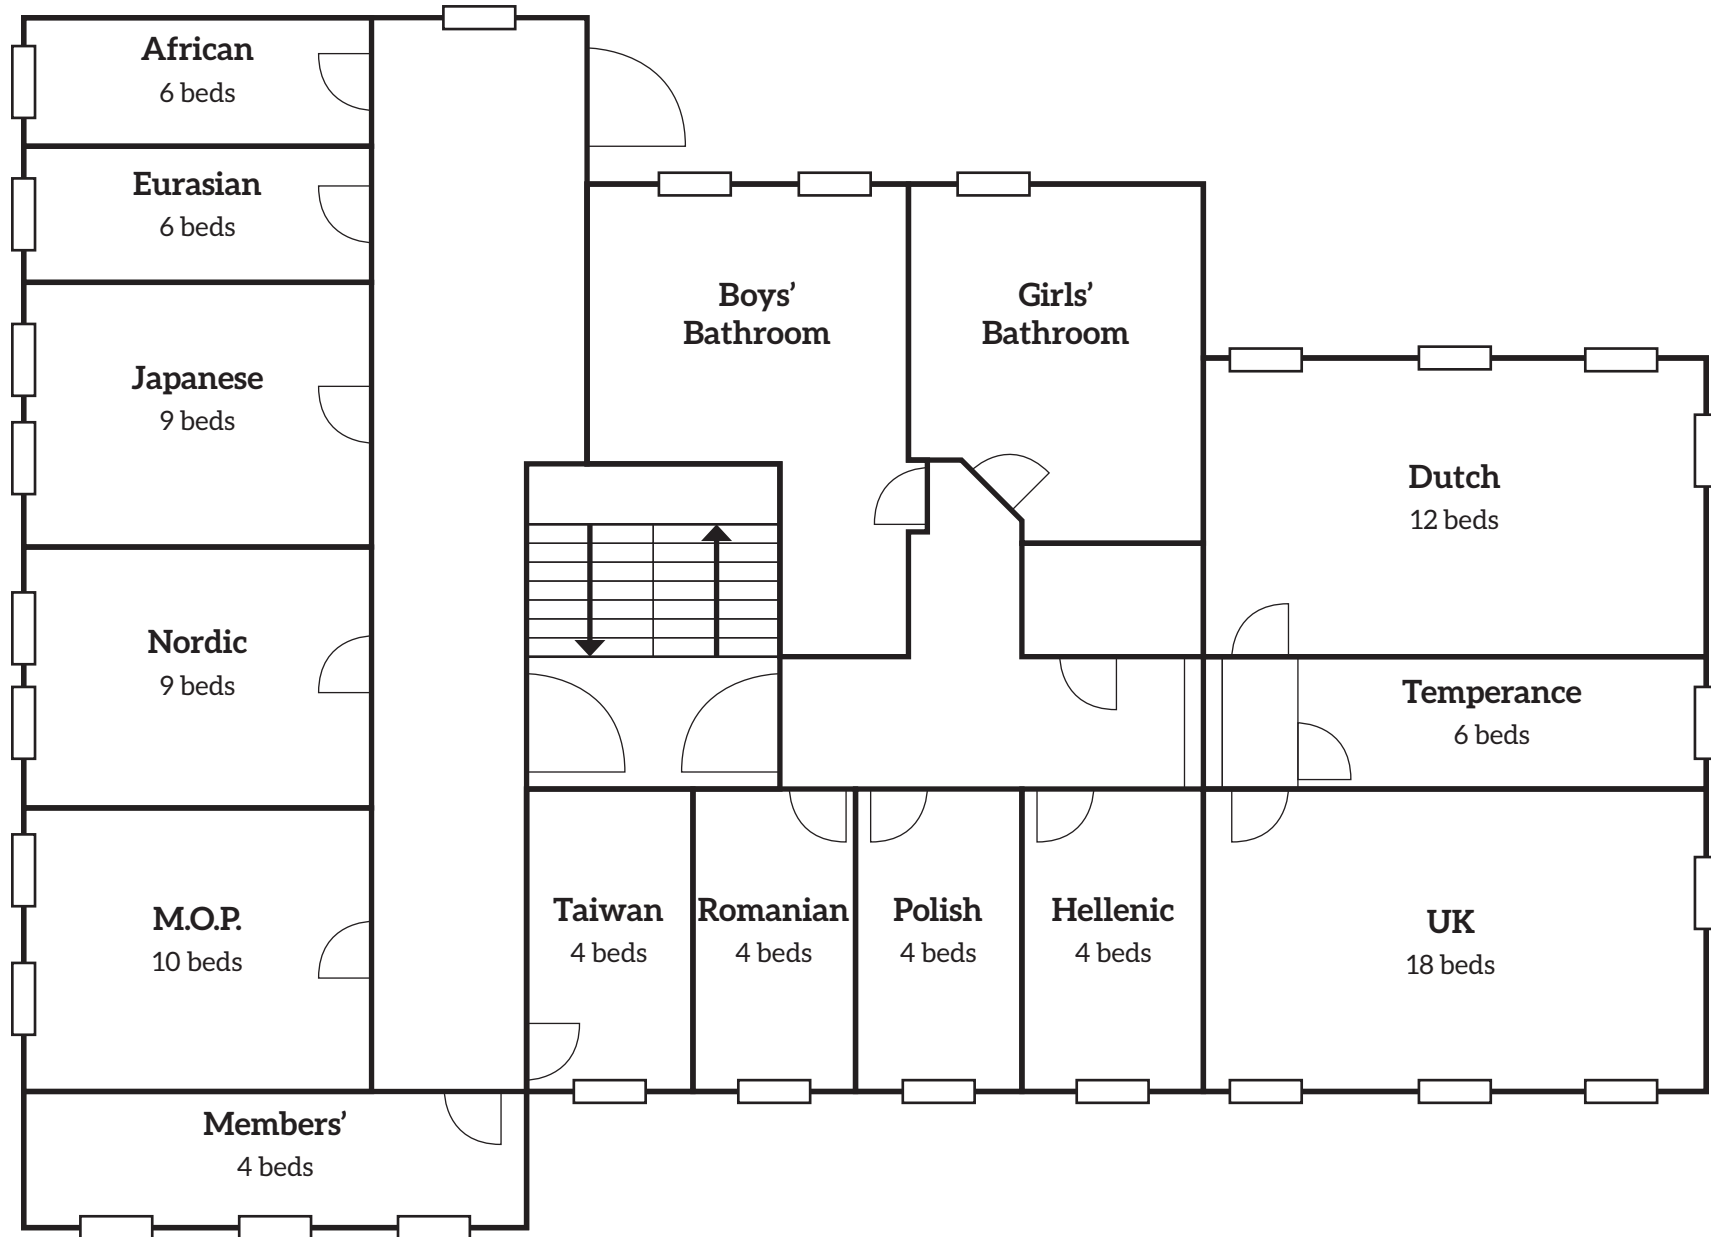 African
6 beds
Eurasian
6 beds
Japanese
9 beds
Nordic
9 beds
M.O.P.
10 beds
Members’
4 beds
Boys’
Bathroom
Girls’
Bathroom
Dutch
12 beds
Temperance
6 beds
Taiwan
4 beds
Romanian
4 beds
Polish
4 beds
Hellenic
4 beds
UK
18 beds